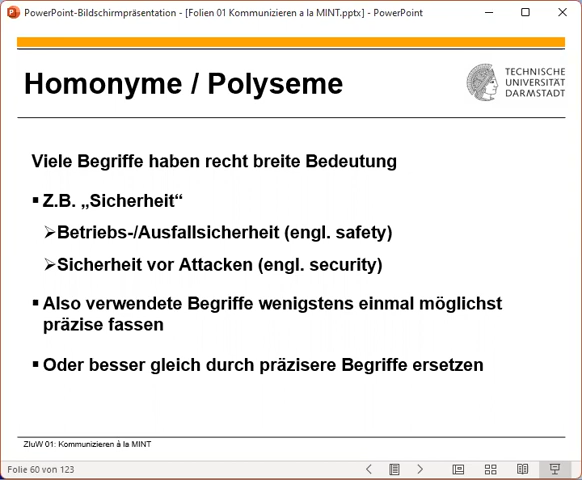 PowerPoint-Bildschirmpräsentation - [Folien 01 Kommunizieren a la MINT.pptx] - PowerPoint
Homonyme / Polyseme
TECHNISCHE
UNIVERSITÄT
DARMSTADT
Viele Begriffe haben recht breite Bedeutung
▪ Z.B. „Sicherheit“
➢ Betriebs-/Ausfallsicherheit (engl. safety)
➢ Sicherheit vor Attacken (engl. security)
▪ Also verwendete Begriffe wenigstens einmal möglichst
präzise fassen
▪ Oder besser gleich durch präzisere Begriffe ersetzen
ZIuW 01: Kommunizieren à la MINT
Folie 60 von 123